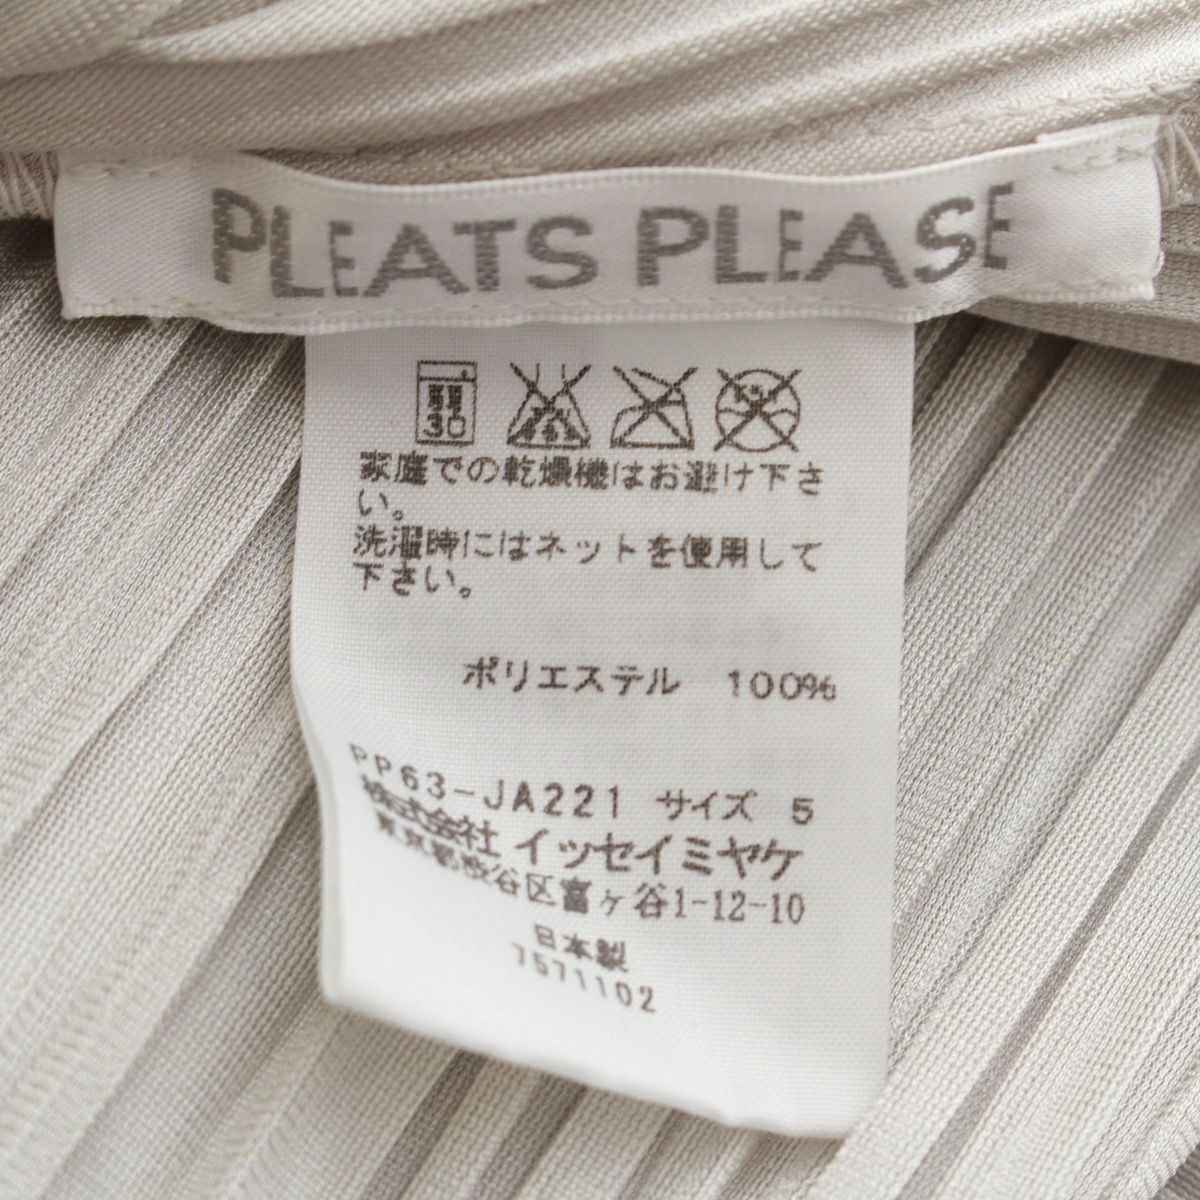 PLEATS PLEASE
30
家庭での乾燥機はお避け下さ
い。
洗濯時にはネットを使用して
下さい。
ポリエステル 100%
PP63-JA221 サイズ 5
株式会社 イッセイミヤケ
東京都渋谷区富ヶ谷1-12-10
日本製
7571102